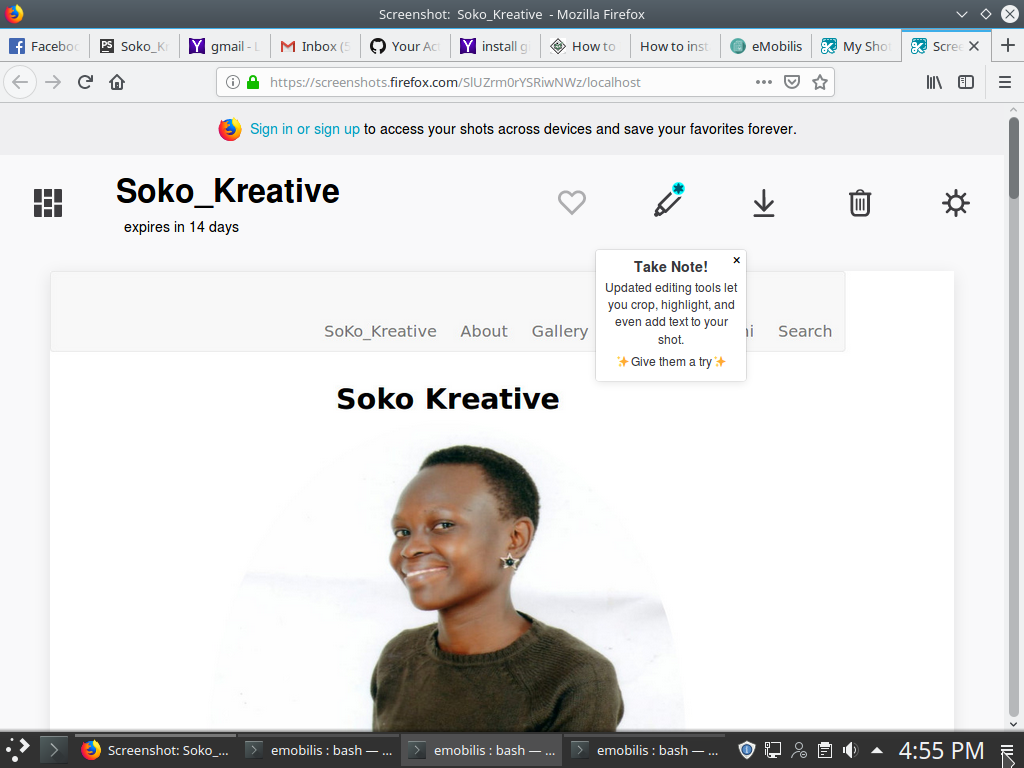 Screenshot: Soko_Kreative - Mozilla Firefox
Facebo
Soko_Kr
gmail - L
Inbox (5
Your Ac
install g
How to
How to inst
eMobilis
My Shot
Scree
https://screenshots.firefox.com/SlUZrm0rYSRiwNWz/localhost
Sign in or sign up to access your shots across devices and save your favorites forever.
Soko_Kreative
expires in 14 days
Take Note!
Updated editing tools let
you crop, highlight, and
even add text to your
shot.
✨Give them a try✨
SoKo_Kreative About Gallery ni Search
Soko Kreative
Screenshot: Soko_...
emobilis : bash — ...
emobilis : bash — ...
emobilis : bash — ...
4:55 PM